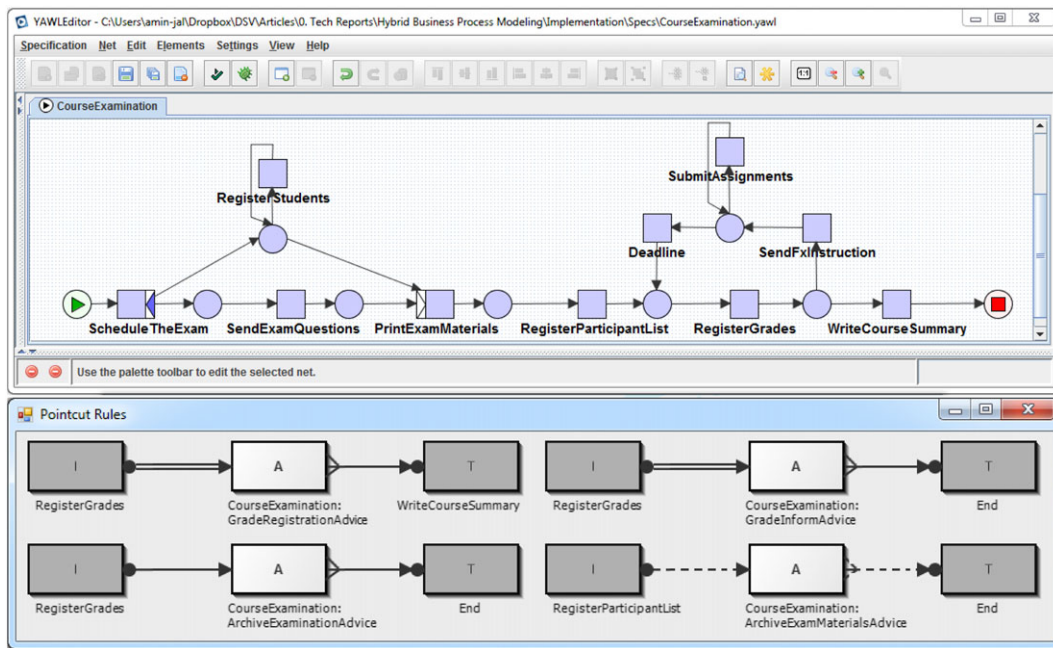 YAWLEditor - C:\Users\amin-jal\Dropbox\DSV\Articles\0. Tech Reports\Hybrid Business Process Modeling\Implementation\Specs\CourseExamination.yawl
Specification Net Edit Elements Settings View Help
1:1
CourseExamination
SubmitAssignments
RegisterStudents
Deadline SendFxInstruction
ScheduleTheExam SendExamQuestions PrintExamMaterials RegisterParticipantList RegisterGrades WriteCourseSummary
Use the palette toolbar to edit the selected net.
Pointcut Rules
I A T I A T
RegisterGrades CourseExamination: WriteCourseSummary RegisterGrades CourseExamination: End
GradeRegistrationAdvice GradeInformAdvice
I A T I A T
RegisterGrades CourseExamination: End RegisterParticipantList CourseExamination: End
ArchiveExaminationAdvice ArchiveExamMaterialsAdvice